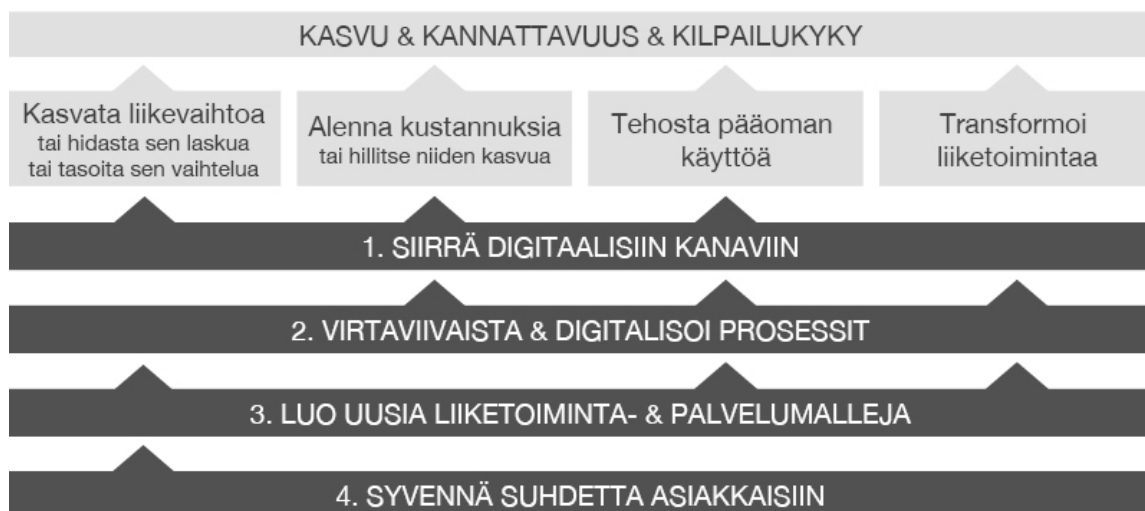 KASVU & KANNATTAVUUS & KILPAILUKYKY
Kasvata liikevaihtoa
tai hidasta sen laskua
tai tasoita sen vaihtelua
Alenna kustannuksia
tai hillitse niiden kasvua
Tehosta pääoman
käyttöä
Transformoi
liiketoimintaa
1. SIIRRÄ DIGITAALISIIN KANAVIIN
2. VIRTAVIIVAISTA & DIGITALISOI PROSESSIT
3. LUO UUSIA LIIKETOIMINTA- & PALVELUMALLEJA
4. SYVENNÄ SUHDETTA ASIAKKAISIIN